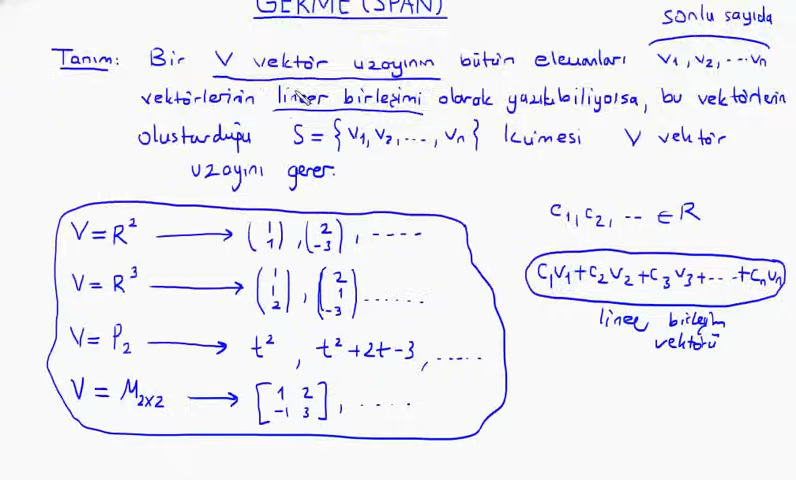 GERME (SPAN)
sonlu sayıda
Tanım: Bir V vektör uzayının bütün elemanları v1, v2, ... vn
vektörlerinin lineer birleşimi olarak yazılabiliyorsa, bu vektörlerin
oluşturduğu S = {v1, v2, ..., vn} kümesi V vektör
uzayını gerer.
c1, c2, ... ∈ R
V = R² → (1 1), (2 -3), ....
V = R³ → (1 1 2), (2 1 -3) ......
c1v1 + c2v2 + c3v3 + ... + cnvn
lineer birleşim
vektörü
V = P2 → t², t² + 2t - 3, .....
V = M2x2 → [1 2 -1 3], .....